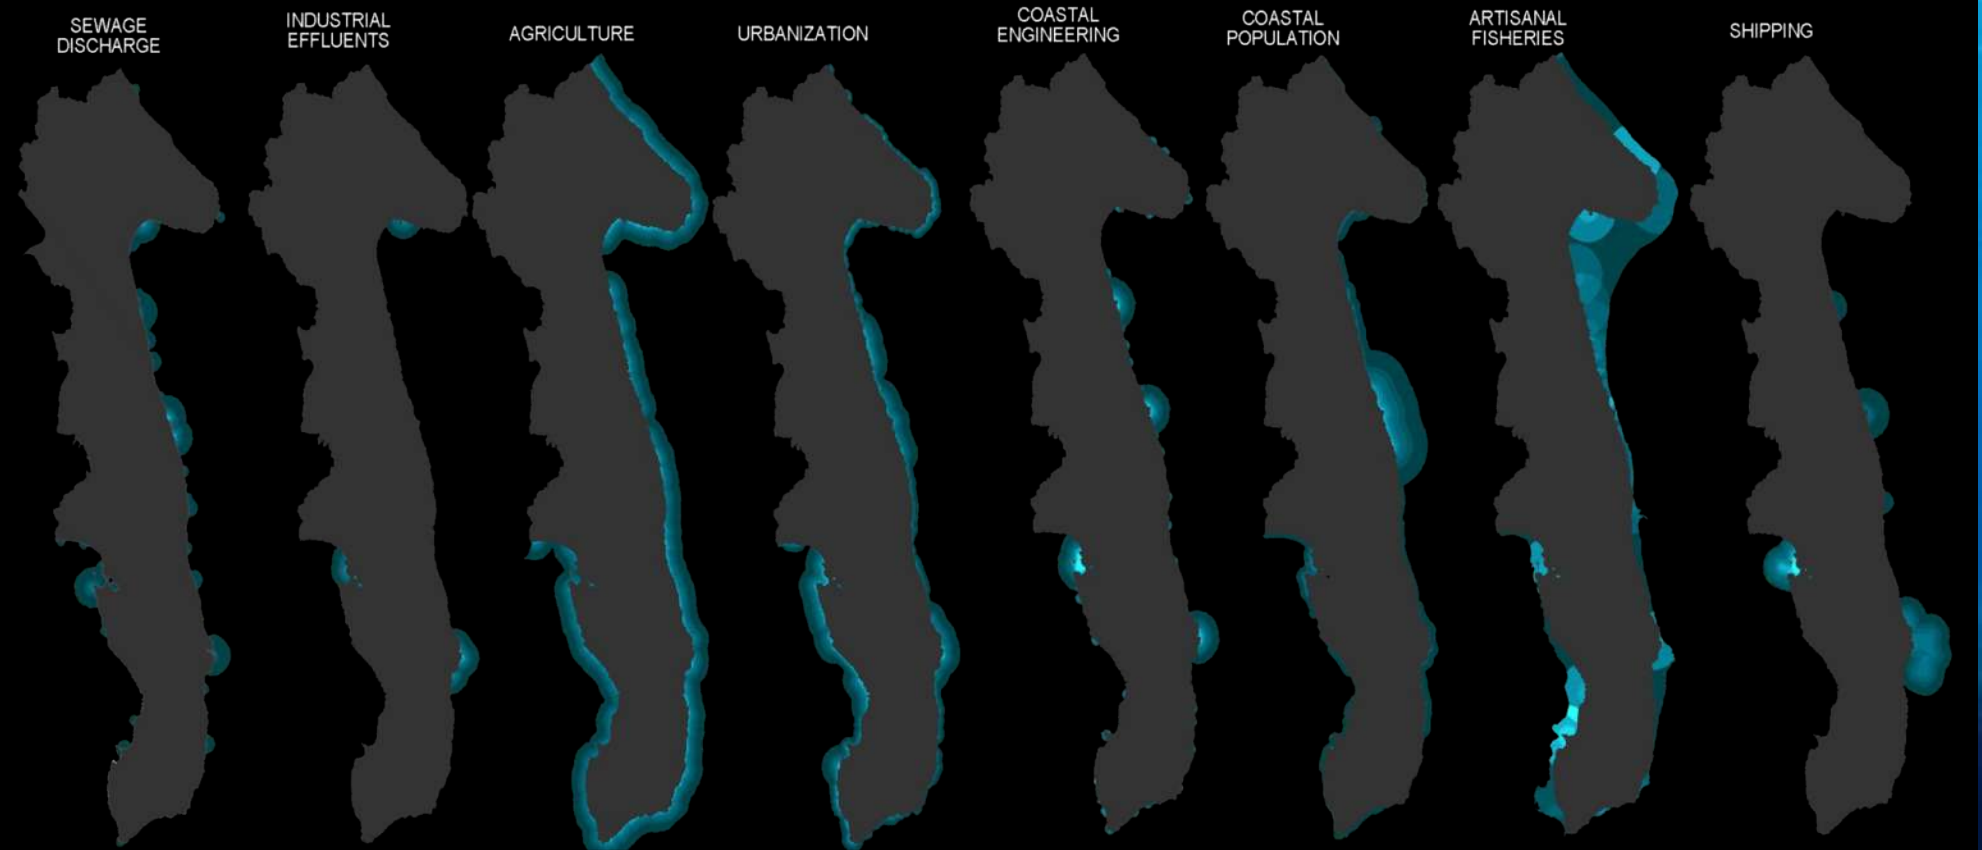 SEWAGE
DISCHARGE
INDUSTRIAL
EFFLUENTS
AGRICULTURE
URBANIZATION
COASTAL
ENGINEERING
COASTAL
POPULATION
ARTISANAL
FISHERIES
SHIPPING